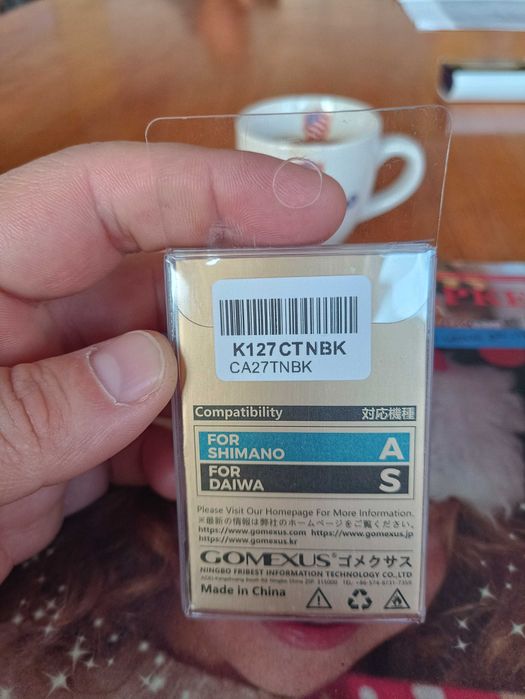 K127CTNBK
CA27TNBK
Compatibility 対応機種
FOR SHIMANO A
FOR DAIWA S
Please Visit Our Homepage For More Information.
※最新の情報は弊社のホームページをご覧ください。
https://www.gomexus.com https://www.gomexus.jp
https://www.gomexus.kr
GOMEXUS® ゴメクサス
NINGBO FRIBEST INFORMATION TECHNOLOGY CO.,LTD
Made in China
PRE